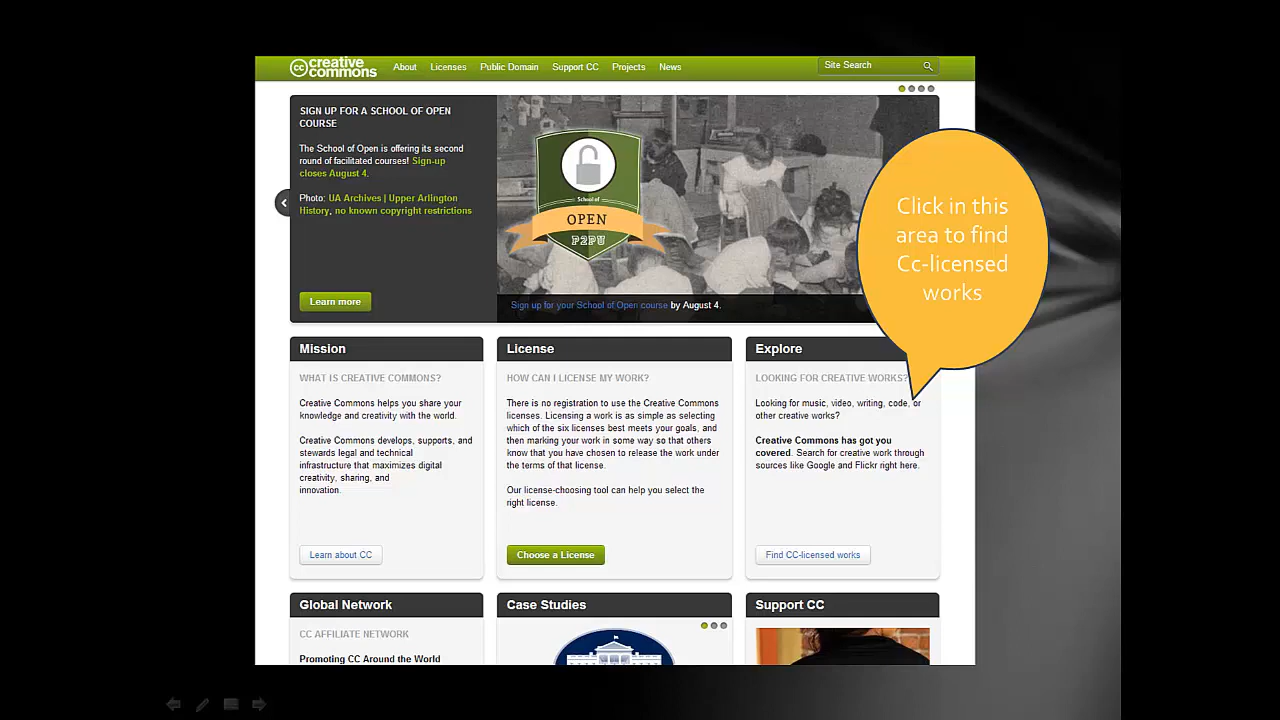 creative
commons
cc
About Licenses Public Domain Support CC Projects News
Site Search
SIGN UP FOR A SCHOOL OF OPEN
COURSE
The School of Open is offering its second
round of facilitated courses! Sign-up
closes August 4.
Photo: UA Archives | Upper Arlington
History, no known copyright restrictions
Learn more
School of
OPEN
P2PU
Sign up for your School of Open course by August 4.
Click in this
area to find
Cc-licensed
works
Mission
WHAT IS CREATIVE COMMONS?
Creative Commons helps you share your
knowledge and creativity with the world.
Creative Commons develops, supports, and
stewards legal and technical
infrastructure that maximizes digital
creativity, sharing, and
innovation.
Learn about CC
License
HOW CAN I LICENSE MY WORK?
There is no registration to use the Creative Commons
licenses. Licensing a work is as simple as selecting
which of the six licenses best meets your goals, and
then marking your work in some way so that others
know that you have chosen to release the work under
the terms of that license.
Our license-choosing tool can help you select the
right license.
Choose a License
Explore
LOOKING FOR CREATIVE WORKS?
Looking for music, video, writing, code, or
other creative works?
Creative Commons has got you
covered. Search for creative work through
sources like Google and Flickr right here.
Find CC-licensed works
Global Network
CC AFFILIATE NETWORK
Promoting CC Around the World
Case Studies
Support CC